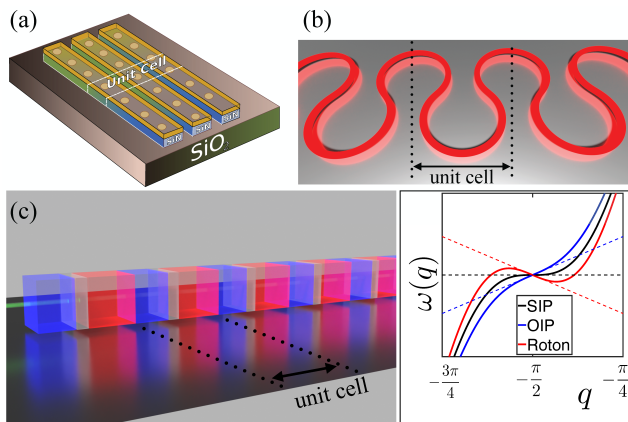 (a)
Unit Cell
SiN
SiN
SiN
SiO₂
(b)
unit cell
(c)
unit cell
ω(q)
SIP
OIP
Roton
-3π/4
-π/2
q
-π/4